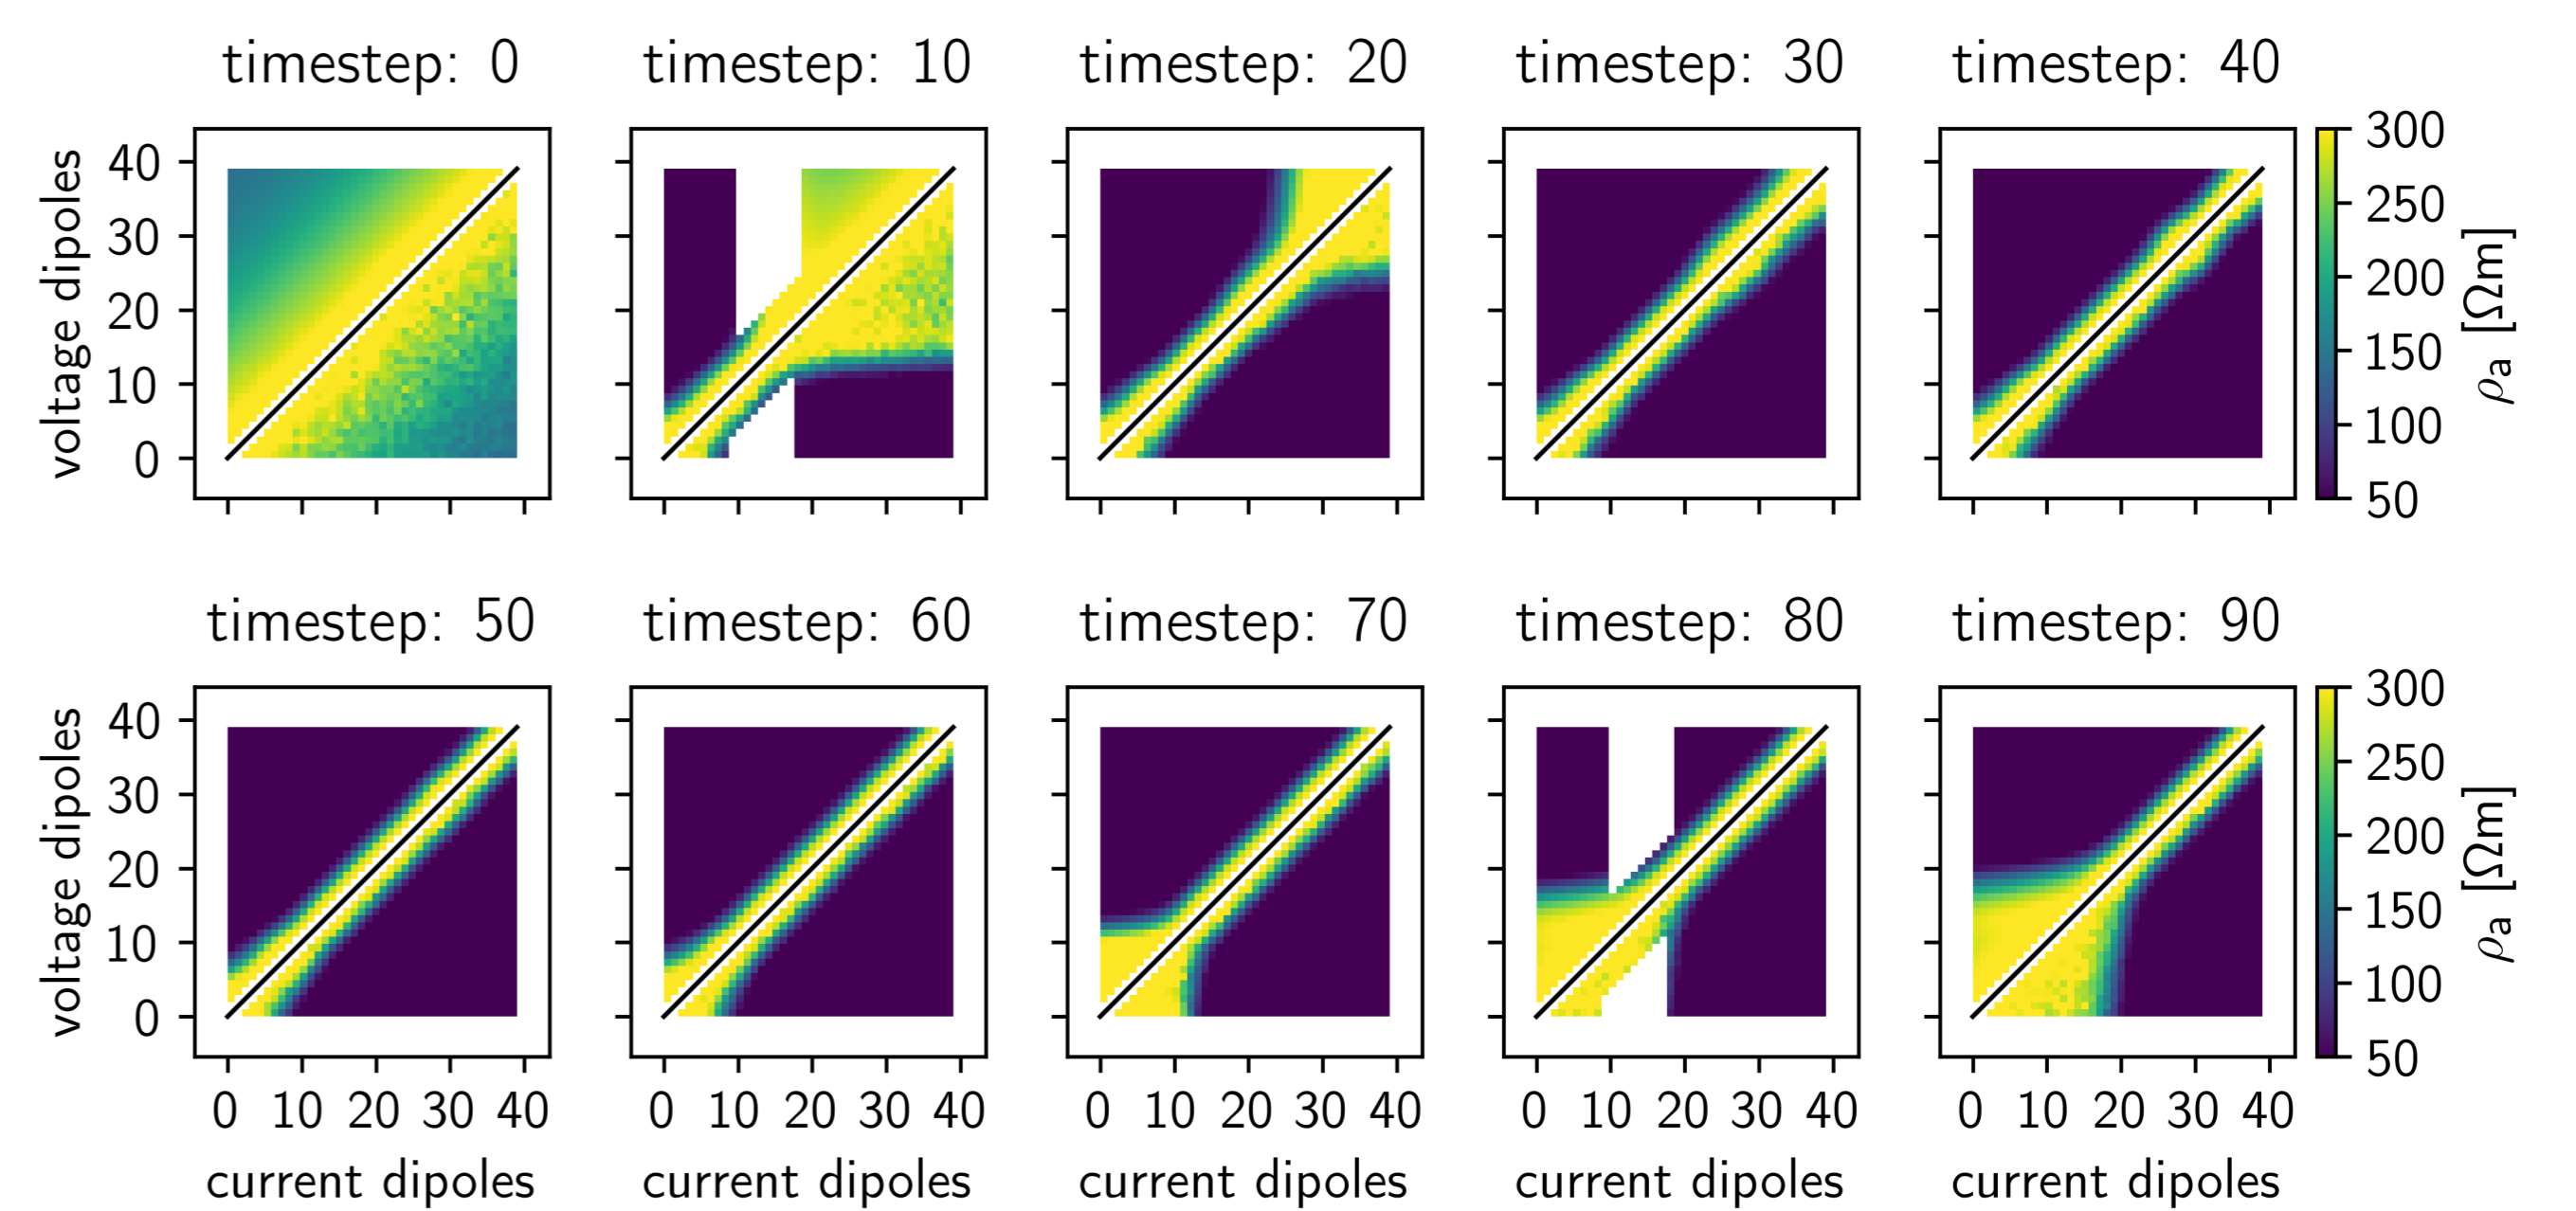 timestep: 0
timestep: 10
timestep: 20
timestep: 30
timestep: 40
voltage dipoles
40
30
20
10
0
300
250
200
150
100
50
ρa [Ωm]
timestep: 50
timestep: 60
timestep: 70
timestep: 80
timestep: 90
voltage dipoles
40
30
20
10
0
300
250
200
150
100
50
ρa [Ωm]
0 10 20 30 40
0 10 20 30 40
0 10 20 30 40
0 10 20 30 40
0 10 20 30 40
current dipoles
current dipoles
current dipoles
current dipoles
current dipoles